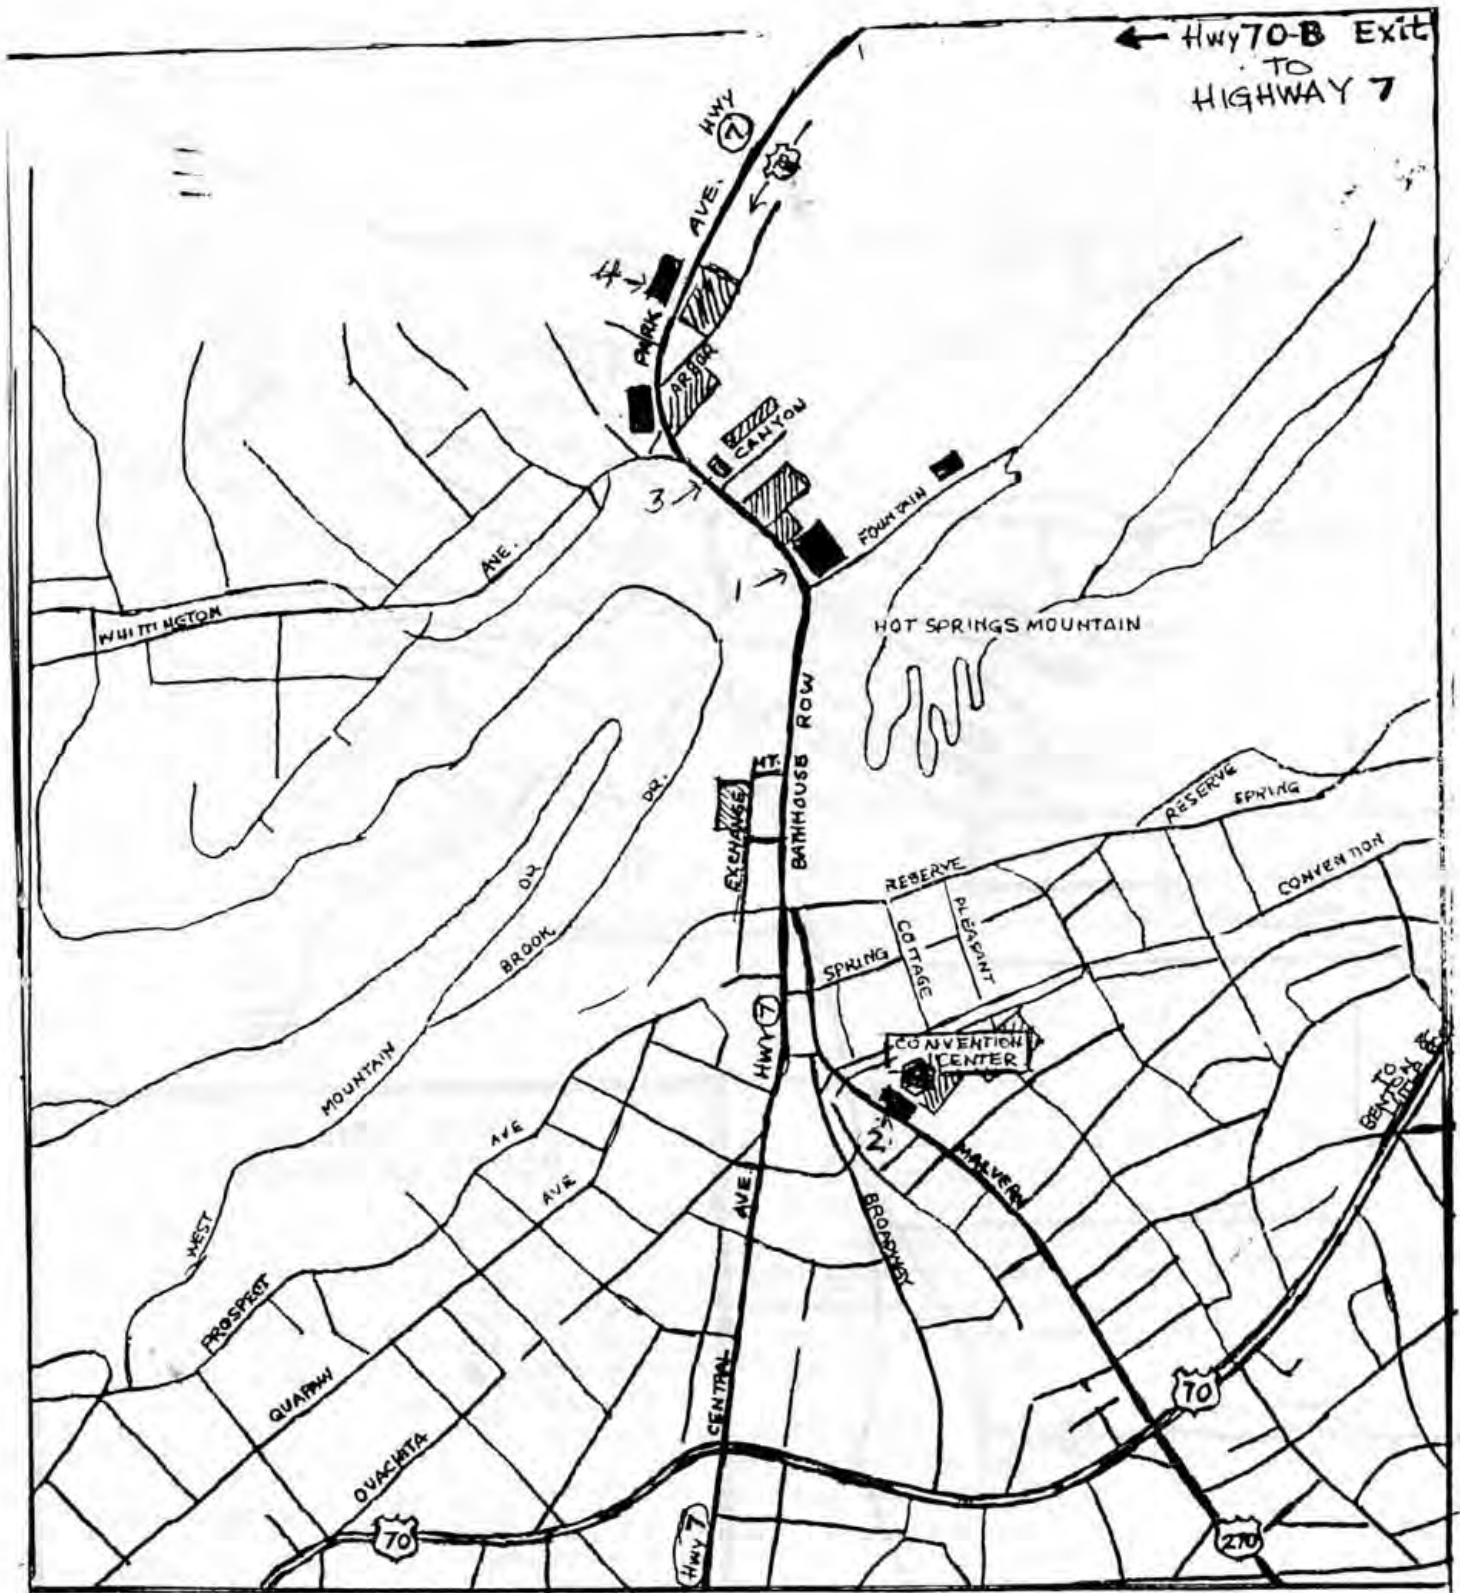 ← Hwy 70-B Exit
TO
HIGHWAY 7
HWY
7
PARK AVE.
4 →
ARBOR
CANYON
3 →
FOUNTAIN
1 →
AVE.
WHITTINGTON
HOT SPRINGS MOUNTAIN
BATHHOUSE ROW
EXCHANGE
DR.
RESERVE
SPRING
CONVENTION
RESERVE
DR
BROOK
COTTAGE
PLEASANT
SPRING
HWY 7
CONVENTION
CENTER
TO
BENTON
MOUNTAIN
AVE
2
MALVERN
AVE
AVE.
BROADWAY
WEST
PROSPECT
QUAPAW
CENTRAL
70
OUACHITA
70
HWY 7
270